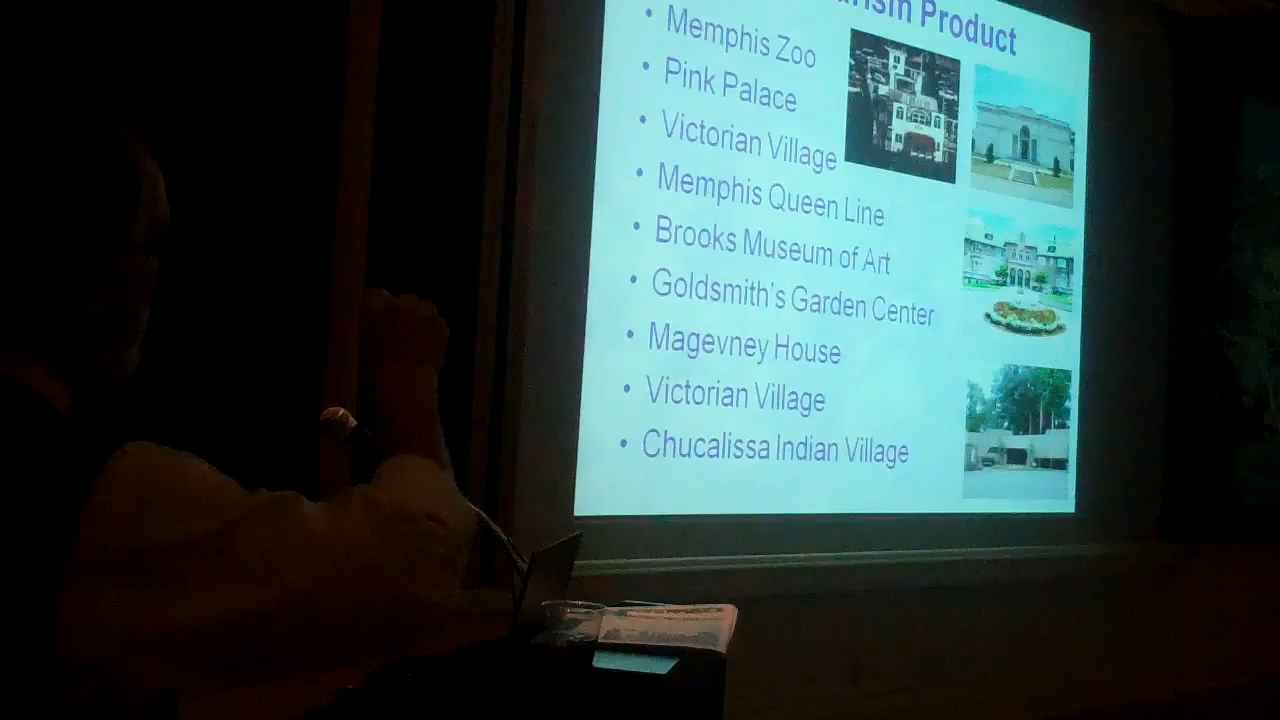 Product
• Memphis Zoo
• Pink Palace
• Victorian Village
• Memphis Queen Line
• Brooks Museum of Art
• Goldsmith's Garden Center
• Magevney House
• Victorian Village
• Chucalissa Indian Village